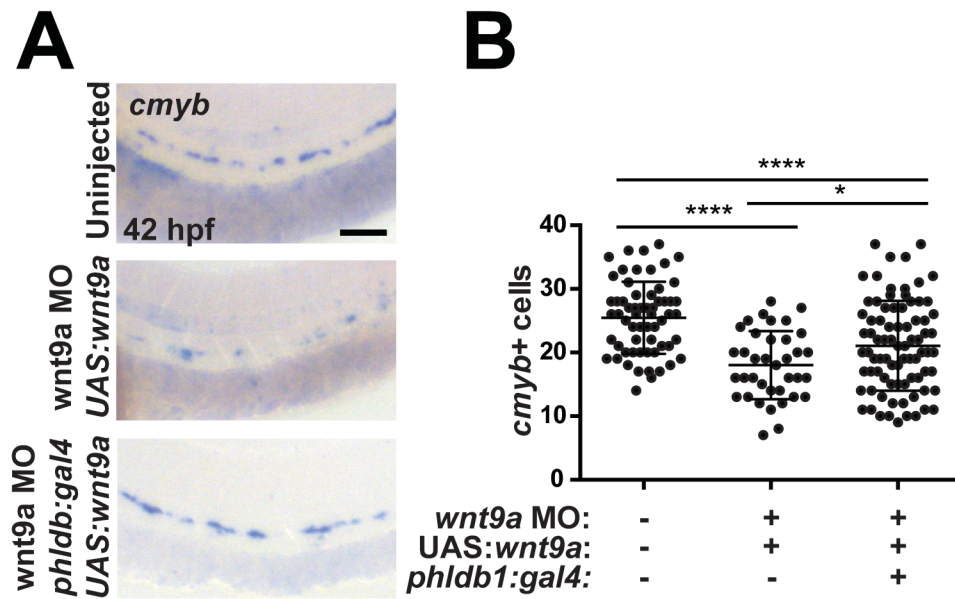 A
cmyb
Uninjected
42 hpf
wnt9a MO
UAS:wnt9a
wnt9a MO
phldb:gal4
UAS:wnt9a
B
****
*
****
40
30
20
10
0
cmyb+ cells
wnt9a MO: - + +
UAS:wnt9a: - + +
phldb1:gal4: - - +